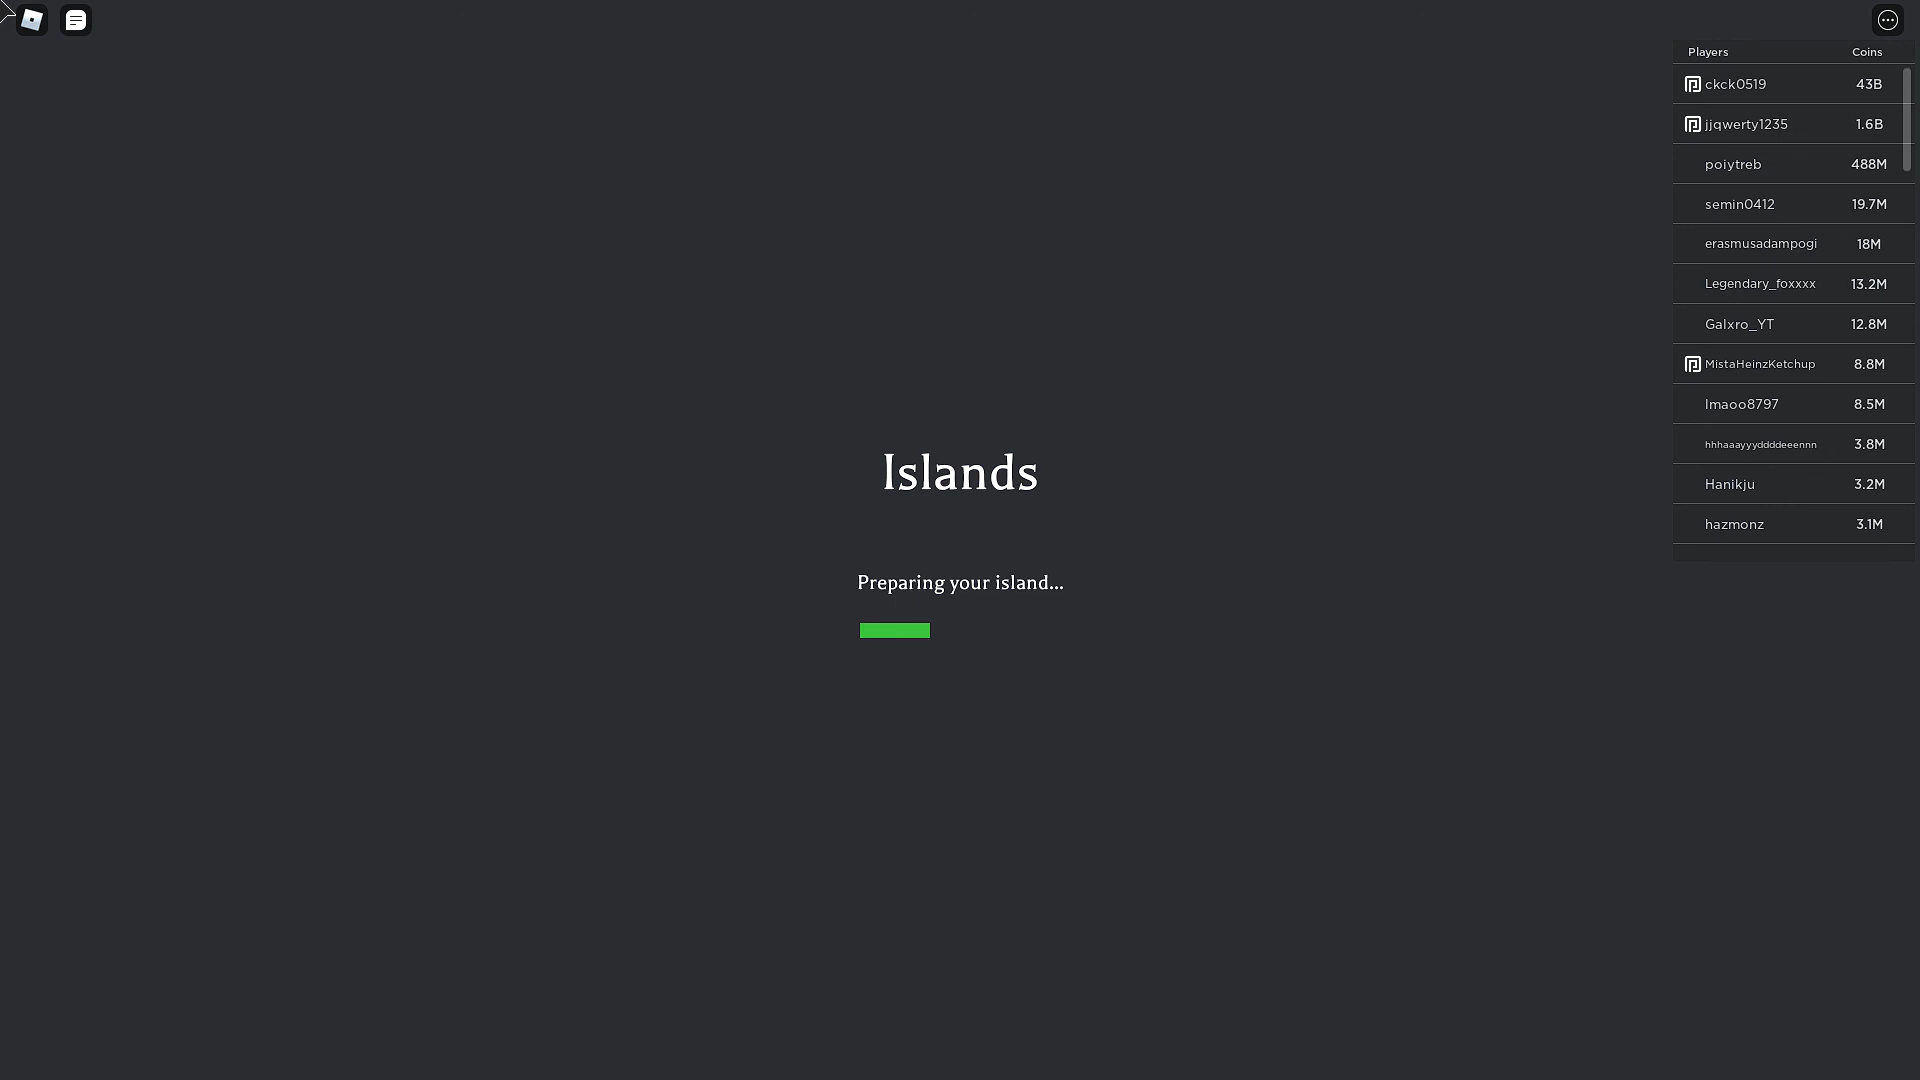 Players Coins
ckck0519 43B
jjqwerty1235 1.6B
poiytreb 488M
semin0412 19.7M
erasmusadampogi 18M
Legendary_foxxxx 13.2M
Galxro_YT 12.8M
MistaHeinzKetchup 8.8M
lmaoo8797 8.5M
hhhaaayyyddddeeennn 3.8M
Hanikju 3.2M
hazmonz 3.1M
Islands
Preparing your island...